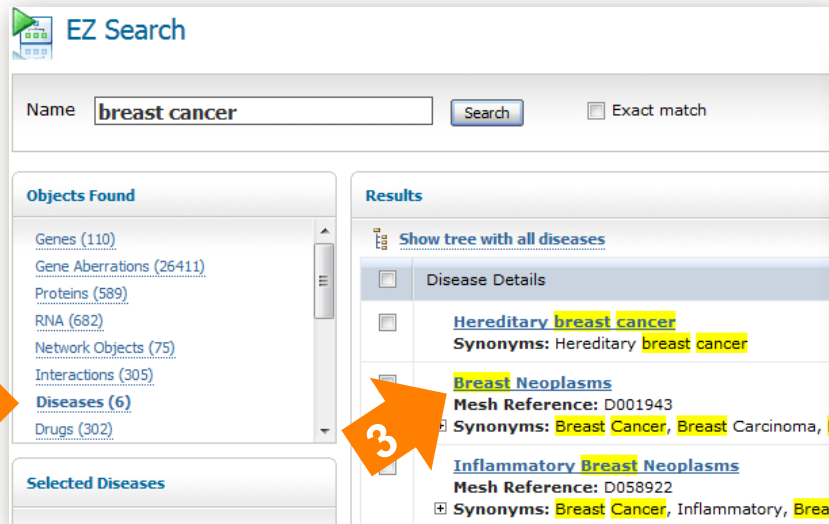 EZ Search
Name breast cancer Search Exact match
Objects Found
Genes (110)
Gene Aberrations (26411)
Proteins (589)
RNA (682)
Network Objects (75)
Interactions (305)
Diseases (6)
Drugs (302)
Selected Diseases
Results
Show tree with all diseases
Disease Details
Hereditary breast cancer
Synonyms: Hereditary breast cancer
Breast Neoplasms
Mesh Reference: D001943
Synonyms: Breast Cancer, Breast Carcinoma,
3
Inflammatory Breast Neoplasms
Mesh Reference: D058922
Synonyms: Breast Cancer, Inflammatory, Brea